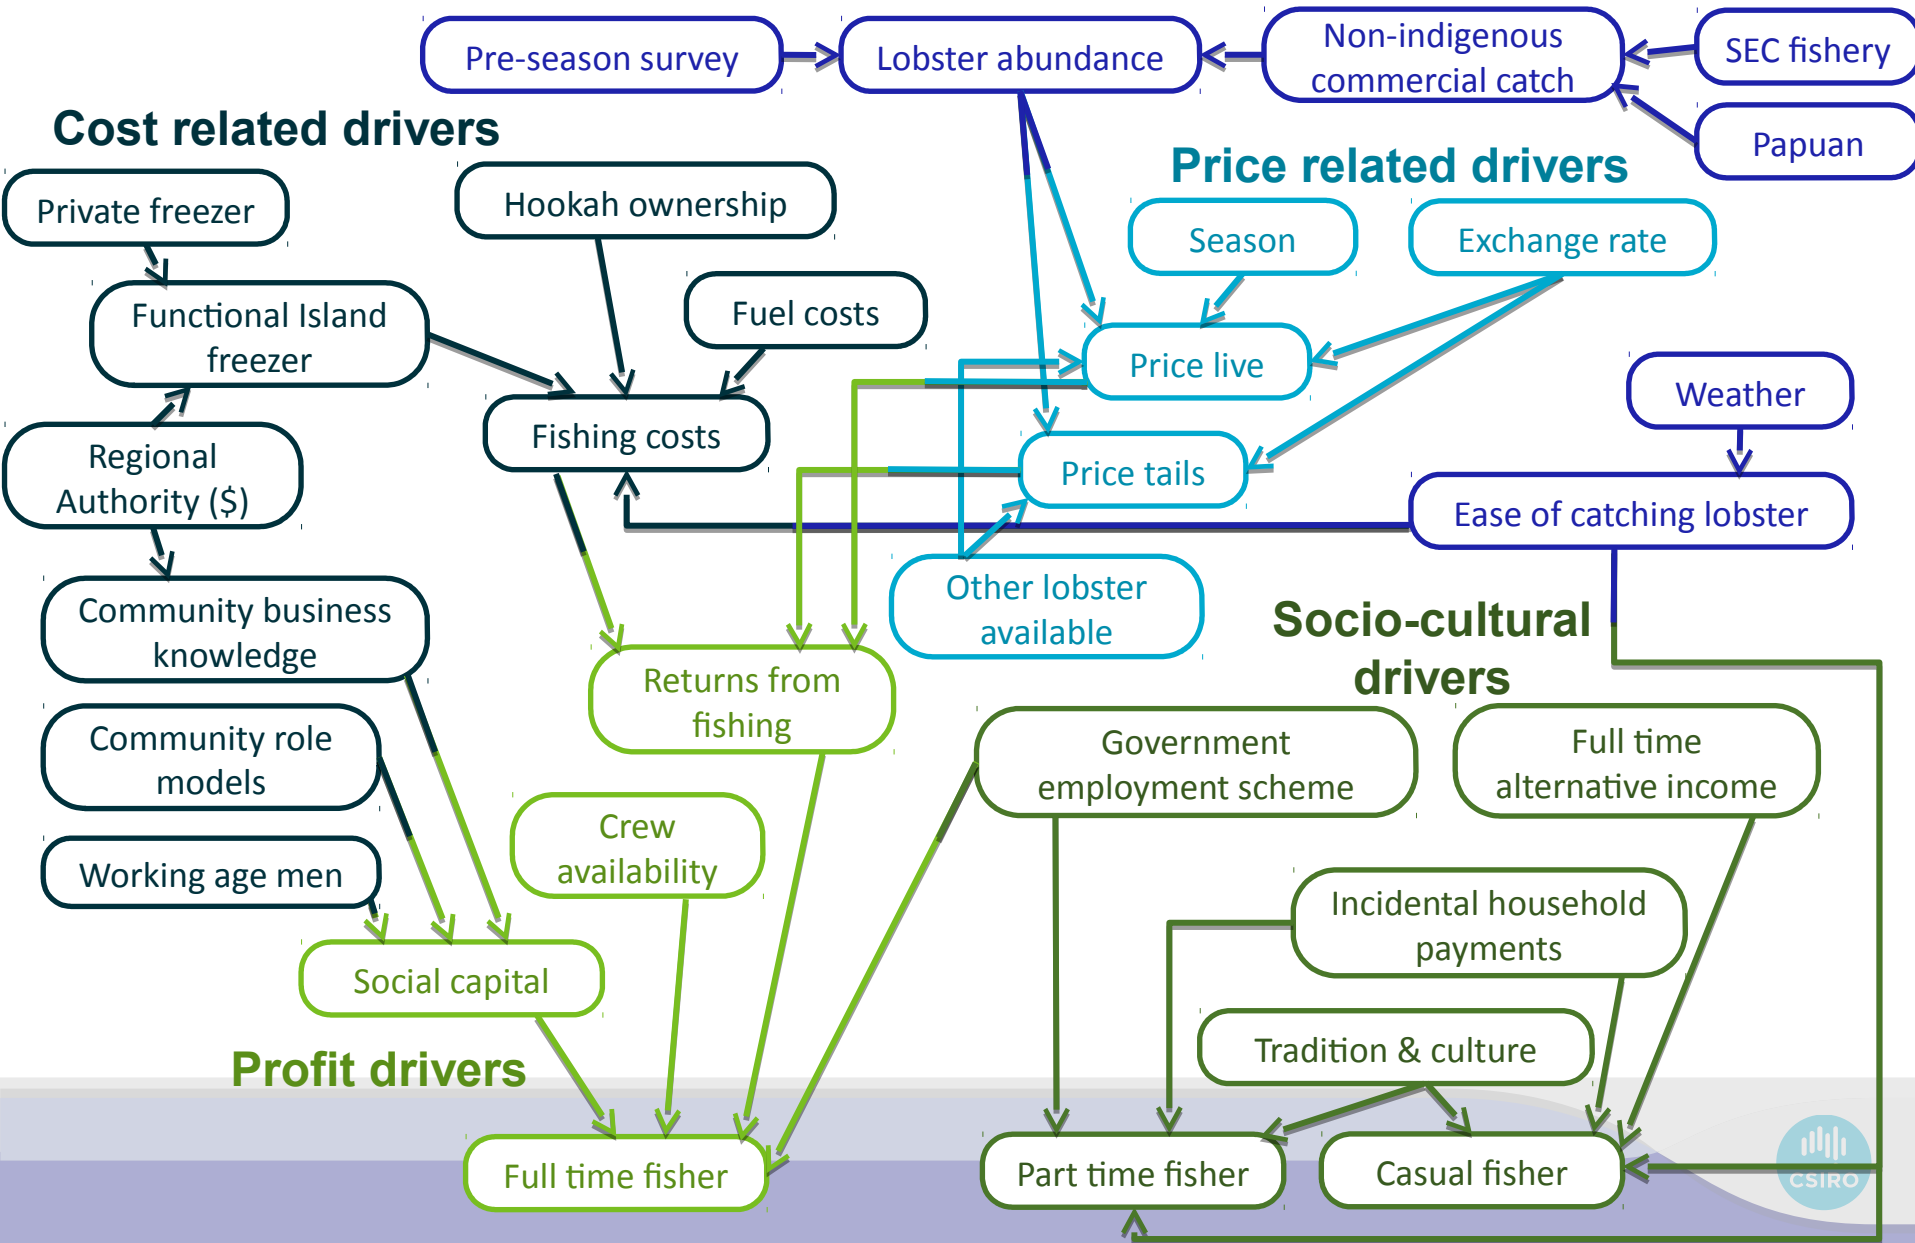 Pre-season survey
Lobster abundance
Non-indigenous
commercial catch
SEC fishery
Papuan
Cost related drivers
Price related drivers
Private freezer
Hookah ownership
Season
Exchange rate
Functional Island
freezer
Fuel costs
Price live
Weather
Regional
Authority ($)
Fishing costs
Price tails
Ease of catching lobster
Community business
knowledge
Other lobster
available
Socio-cultural
drivers
Returns from
fishing
Community role
models
Government
employment scheme
Full time
alternative income
Crew
availability
Working age men
Incidental household
payments
Social capital
Tradition & culture
Profit drivers
Full time fisher
Part time fisher
Casual fisher
CSIRO